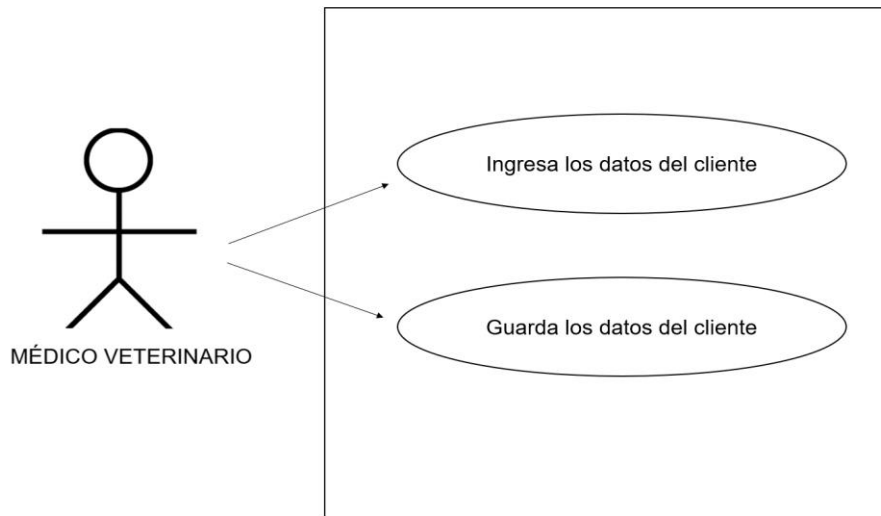 Ingresa los datos del cliente
Guarda los datos del cliente
MÉDICO VETERINARIO